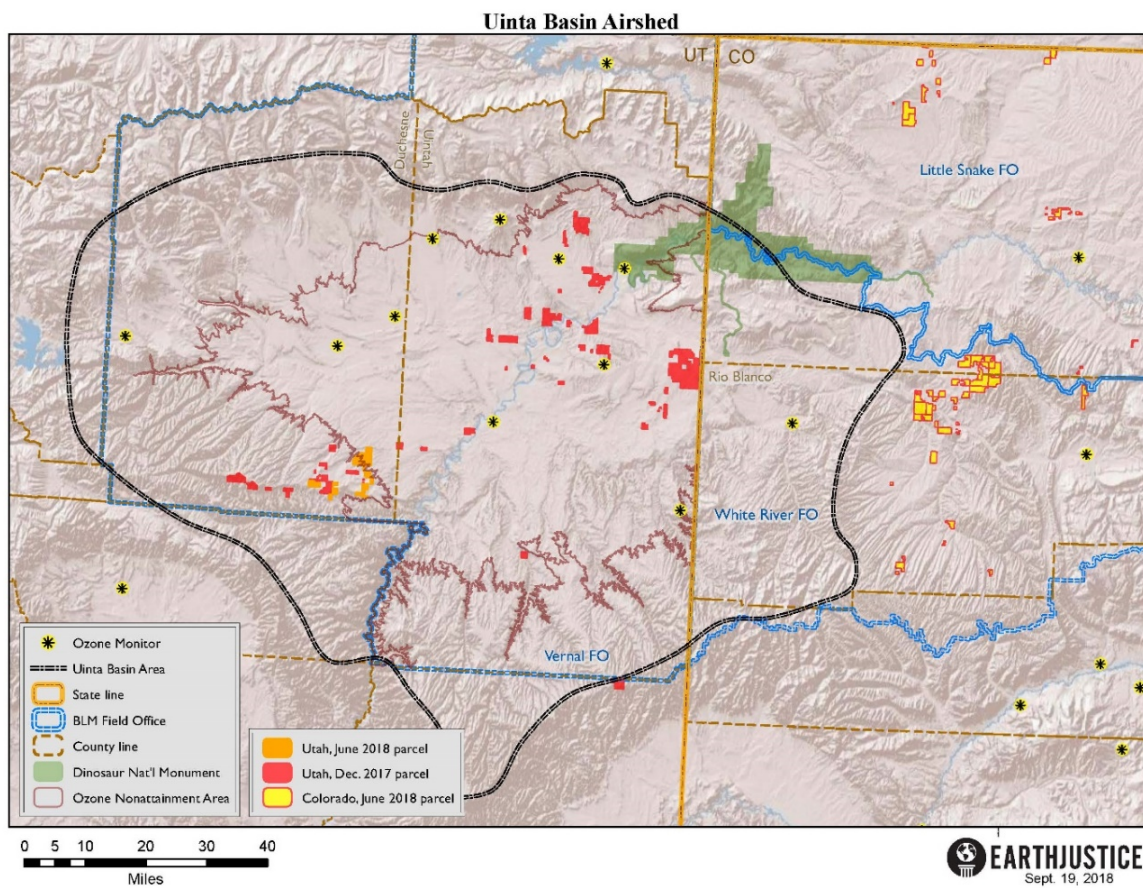 Uinta Basin Airshed
UT
CO
Duchesne
Uintah
Little Snake FO
Rio Blanco
White River FO
Vernal FO
Ozone Monitor
Uinta Basin Area
State line
BLM Field Office
County line
Dinosaur Nat'l Monument
Ozone Nonattainment Area
Utah, June 2018 parcel
Utah, Dec. 2017 parcel
Colorado, June 2018 parcel
0 5 10 20 30 40
Miles
EARTHJUSTICE
Sept. 19, 2018